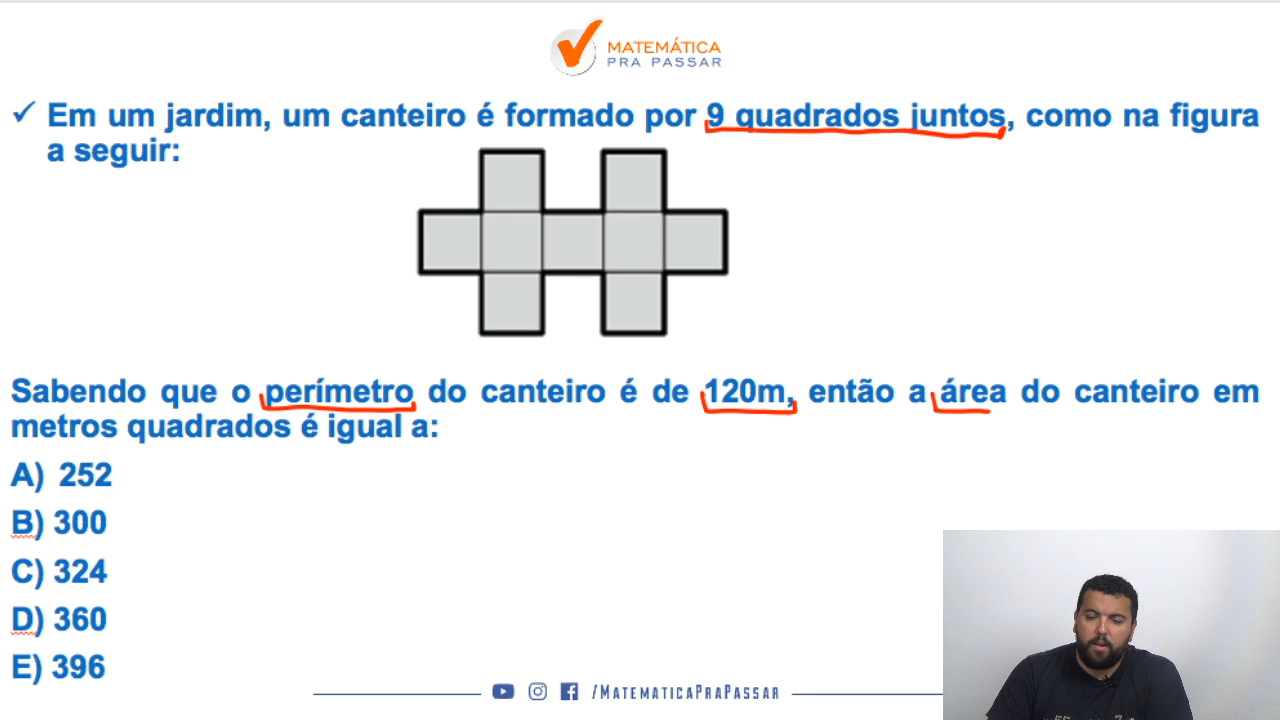 MATEMÁTICA
PRA PASSAR
✓ Em um jardim, um canteiro é formado por 9 quadrados juntos, como na figura
a seguir:
Sabendo que o perímetro do canteiro é de 120m, então a área do canteiro em
metros quadrados é igual a:
A) 252
B) 300
C) 324
D) 360
E) 396
/MATEMATICAPRAPASSAR